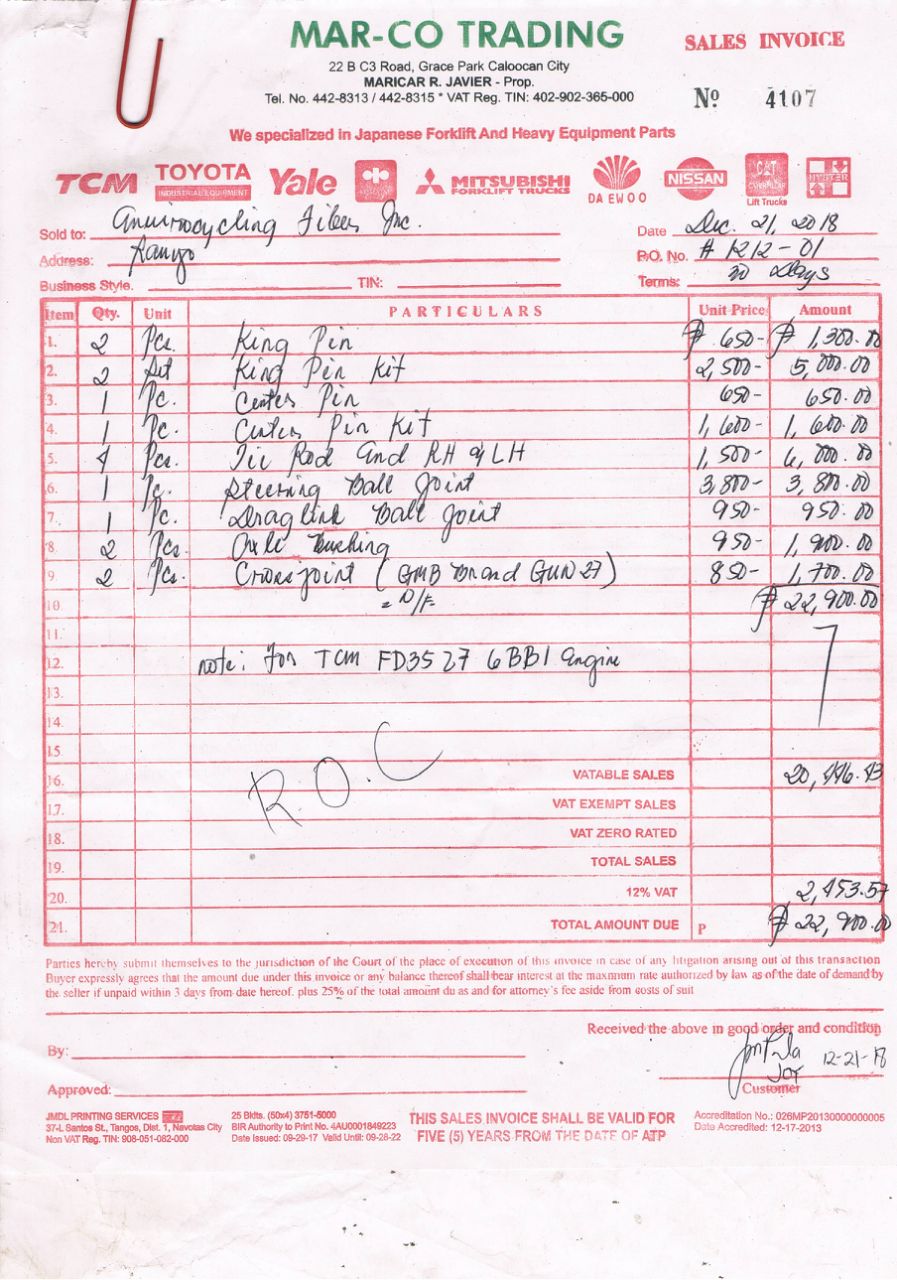 MAR-CO TRADING
22 B C3 Road, Grace Park Caloocan City
MARICAR R. JAVIER - Prop.
Tel. No. 442-8313 / 442-8315 * VAT Reg. TIN: 402-902-365-000
SALES INVOICE
Nº 4107
We specialized in Japanese Forklift And Heavy Equipment Parts
TCM TOYOTA INDUSTRIAL EQUIPMENT Yale MITSUBISHI FORKLIFT TRUCKS DAEWOO NISSAN CAT Lift Trucks HYSTER
Sold to: Fiber Inc.
Date Dec. 21, 2018
Address:
P.O. No. # 1212-01
Business Style. TIN:
Terms: 30 Days
Item Qty. Unit PARTICULARS Unit Price Amount
1. 2 Pcs. King Pin ₱ 650- ₱ 1,300.00
2. 2 Set King Pin Kit 2,500- 5,000.00
3. 1 Pc. Center Pin 650- 650.00
4. 1 Pc. Center Pin Kit 1,600- 1,600.00
5. 4 Pcs. Tie Rod End RH & LH 1,500- 6,000.00
6. 1 Pc. Steering Ball Joint 3,800- 3,800.00
7. 1 Pc. Draglink Ball Joint 950- 950.00
8. 2 Pcs. Axle Bushing 950- 1,900.00
9. 2 Pcs. Crossjoint (GMB Brand GUN 27) 850- 1,700.00
10. - N/F - ₱ 22,900.00
11.
12. note: For TCM FD35 Z7 6BB1 Engine
13.
14.
15.
R.O.C
16. VATABLE SALES 20,446.43
17. VAT EXEMPT SALES
18. VAT ZERO RATED
19. TOTAL SALES
20. 12% VAT 2,453.57
21. TOTAL AMOUNT DUE P ₱ 22,900.00
Parties hereby submit themselves to the jurisdiction of the Court of the place of execution of this invoice in case of any litigation arising out of this transaction
Buyer expressly agrees that the amount due under this invoice or any balance thereof shall bear interest at the maximum rate authorized by law as of the date of demand by
the seller if unpaid within 3 days from date hereof. plus 25% of the total amount du as and for attorney's fee aside from costs of suit
Received the above in good order and condition
By:
12-21-18
Approved:
Customer
JMDL PRINTING SERVICES
37-L Santos St., Tangos, Dist. 1, Navotas City
Non VAT Reg. TIN: 908-051-082-000
25 Bklts. (50x4) 3751-5000
BIR Authority to Print No. 4AU0001849223
Date Issued: 09-29-17 Valid Until: 09-28-22
THIS SALES INVOICE SHALL BE VALID FOR
FIVE (5) YEARS FROM THE DATE OF ATP
Accreditation No.: 026MP20130000000005
Date Accredited: 12-17-2013